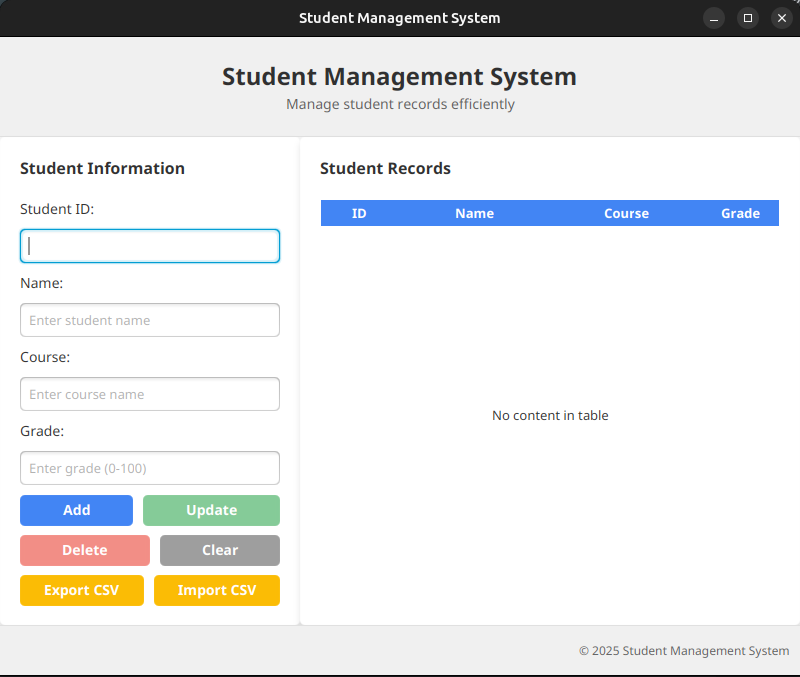 Student Management System
Student Management System
Manage student records efficiently
Student Information
Student ID:
Name:
Enter student name
Course:
Enter course name
Grade:
Enter grade (0-100)
Add Update
Delete Clear
Export CSV Import CSV
Student Records
ID Name Course Grade
No content in table
© 2025 Student Management System